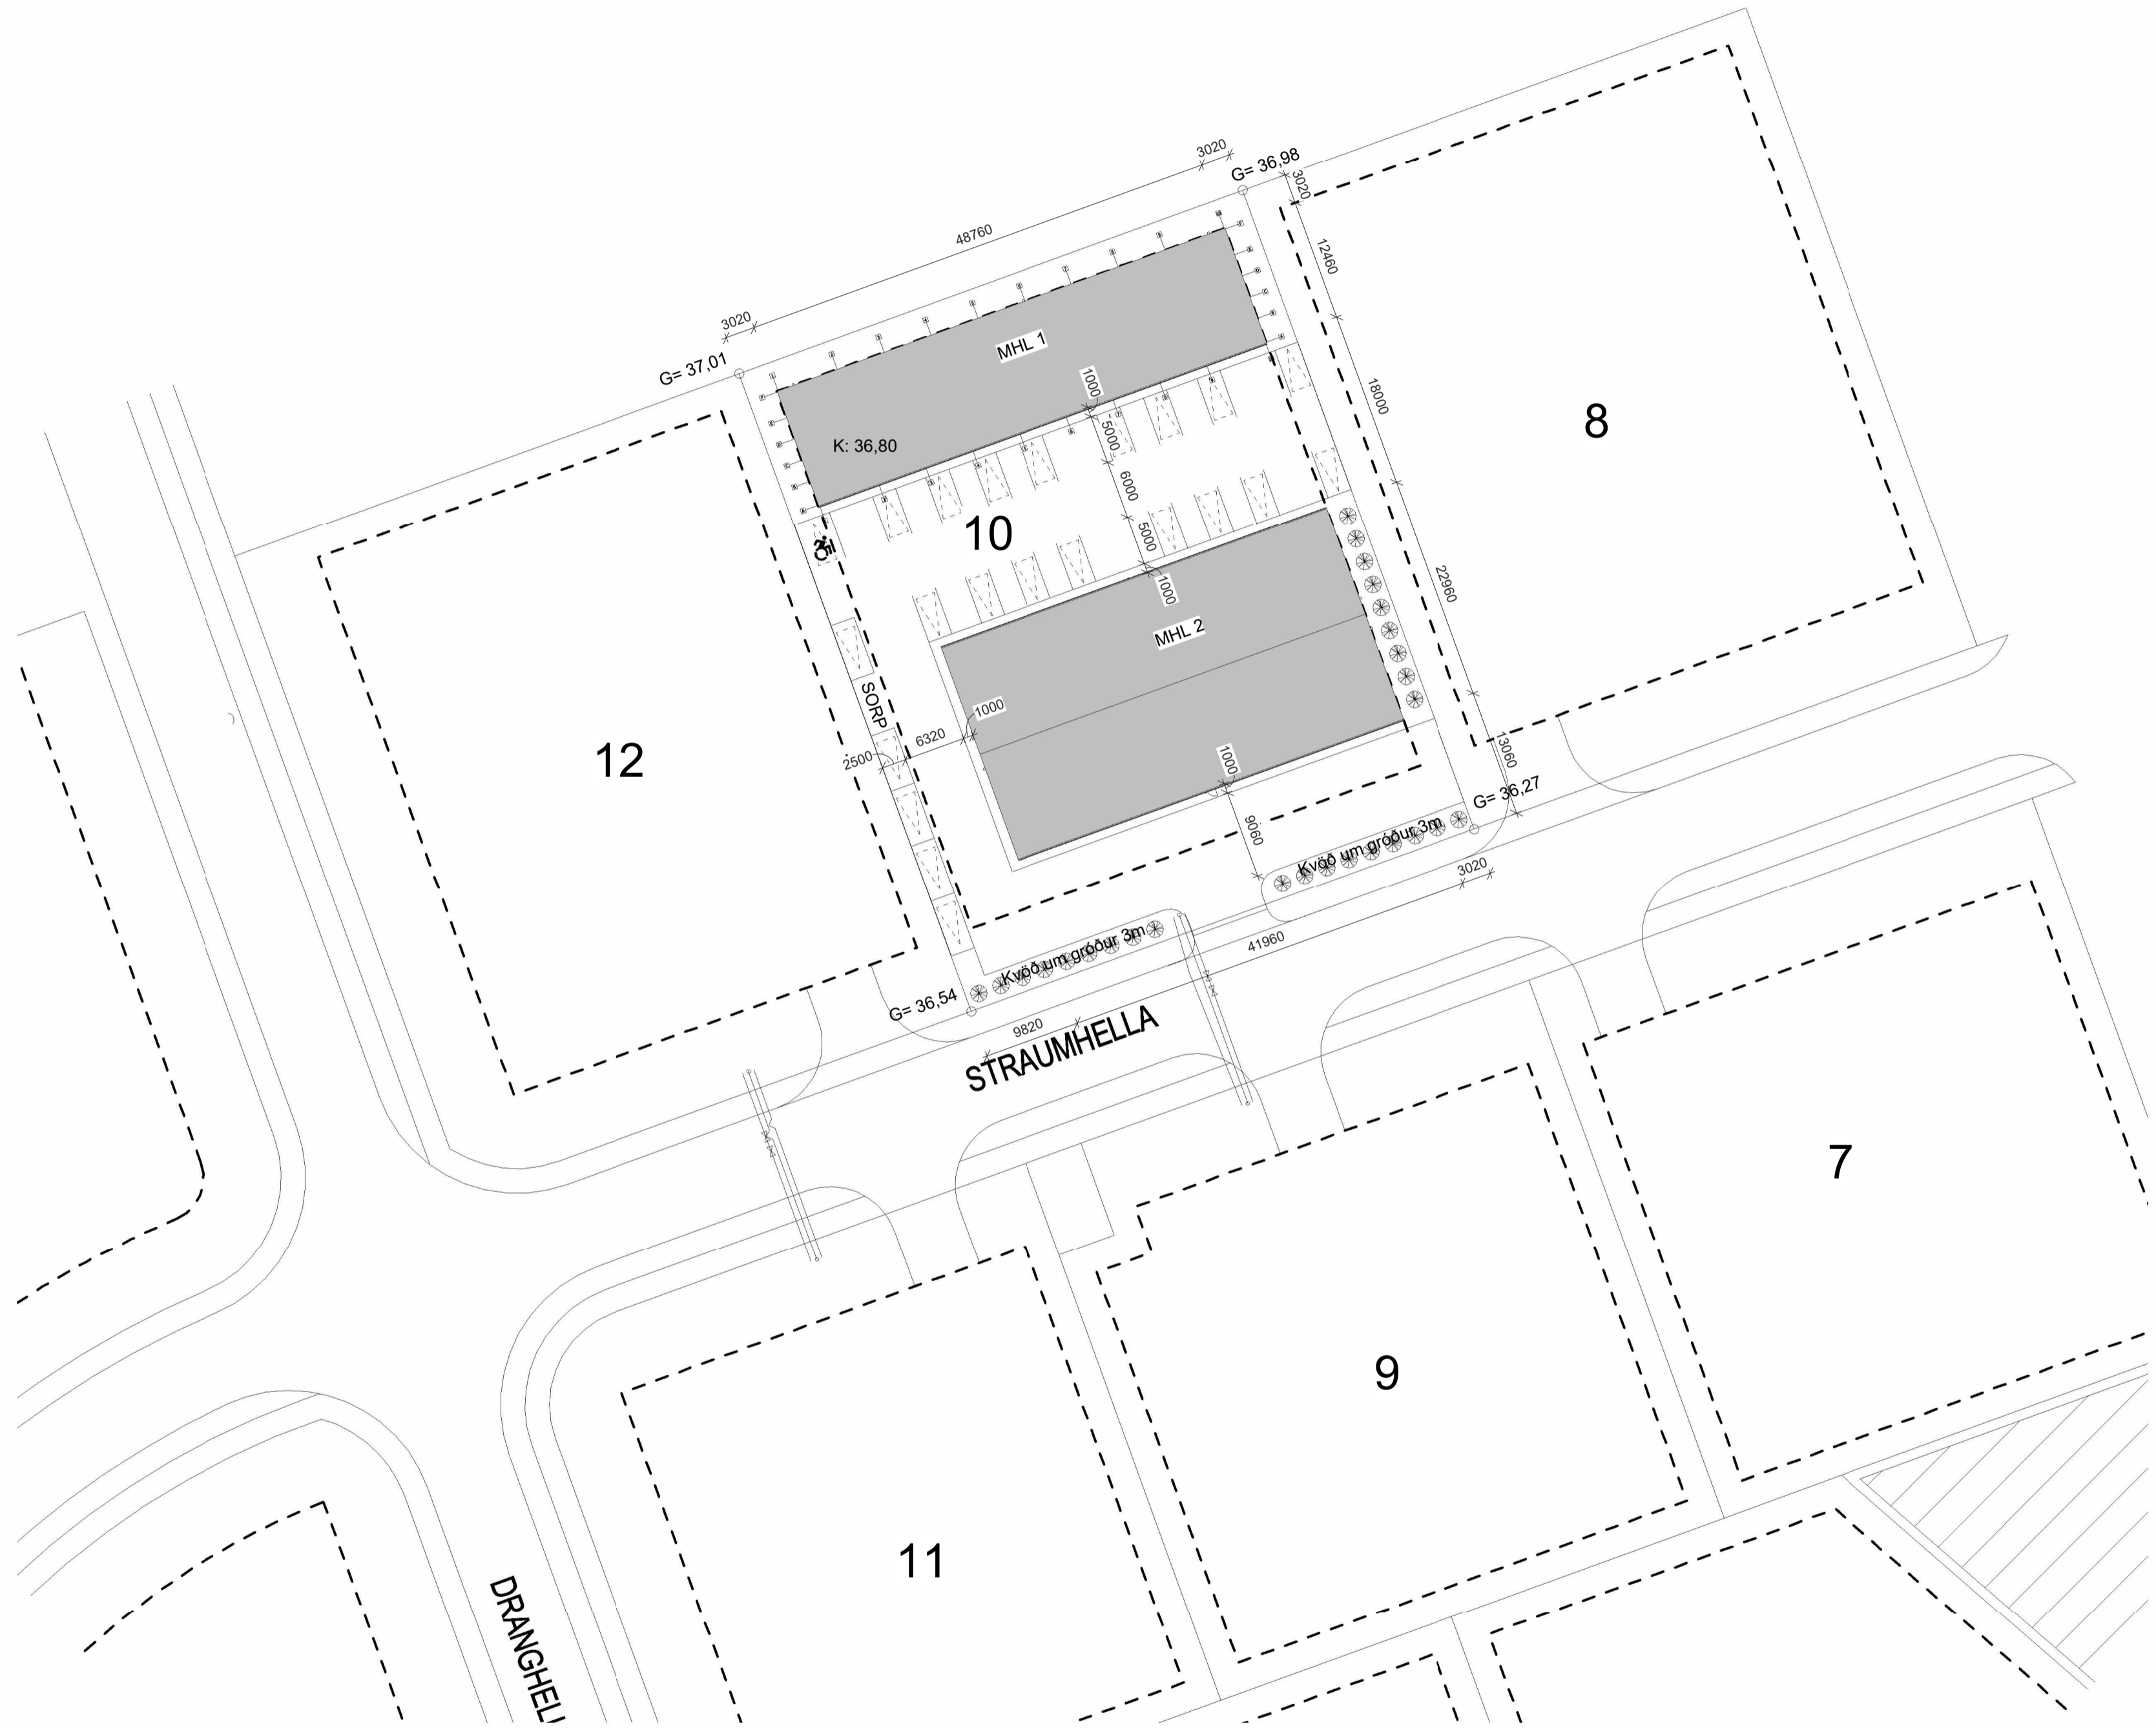 3020
G= 36,98
3020
48760
12460
3020
G= 37,01
MHL 1
K: 36,80
1000
5000
18000
8
6000
10
5000
1000
22960
MHL 2
SORP
1000
6320
2500
12
1000
13060
G= 36,27
9060
Kvöð um gróður 3m
3020
Kvöð um gróður 3m
41960
G= 36,54
9820
STRAUMHELLA
7
9
11
DRANGHEL